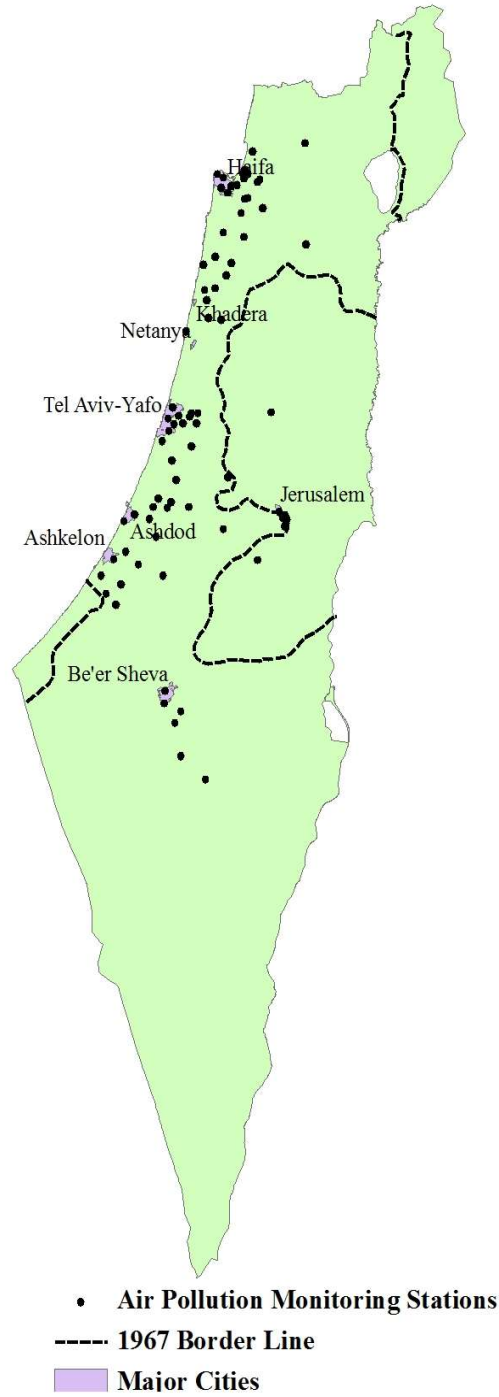 Haifa
Khadera
Netanya
Tel Aviv-Yafo
Jerusalem
Ashdod
Ashkelon
Be'er Sheva
Air Pollution Monitoring Stations
1967 Border Line
Major Cities